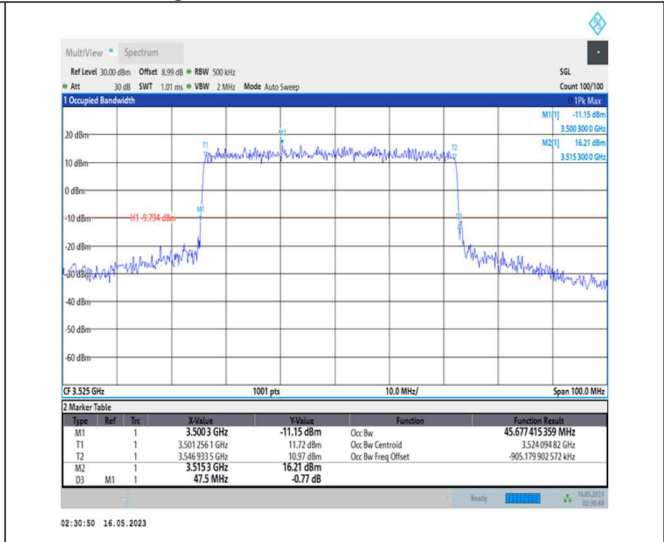 MultiView Spectrum
Ref Level 30.00 dBm Offset 8.99 dB RBW 500 kHz SGL
Att 30 dB SWT 1.01 ms VBW 2 MHz Mode Auto Sweep Count 100/100
1 Occupied Bandwidth 1Pk Max
M1[1] -11.15 dBm
3.500 300 0 GHz
M2[1] 16.21 dBm
3.515 300 0 GHz
20 dBm
M2
T1
T2
10 dBm
0 dBm
M1
-10 dBm
H1 -9.794 dBm
-20 dBm
-40 dBm
-50 dBm
-60 dBm
CF 3.525 GHz 1001 pts 10.0 MHz/ Span 100.0 MHz
2 Marker Table
Type Ref Trc X-Value Y-Value Function Function Result
M1 1 3.5003 GHz -11.15 dBm Occ Bw 45.677 415 359 MHz
T1 1 3.501 256 1 GHz 11.72 dBm Occ Bw Centroid 3.524 094 82 GHz
T2 1 3.546 933 5 GHz 10.97 dBm Occ Bw Freq Offset -905.179 902 572 kHz
M2 1 3.5153 GHz 16.21 dBm
D3 M1 1 47.5 MHz -0.77 dB
Ready 16.05.2023
02:30:49
02:30:50 16.05.2023